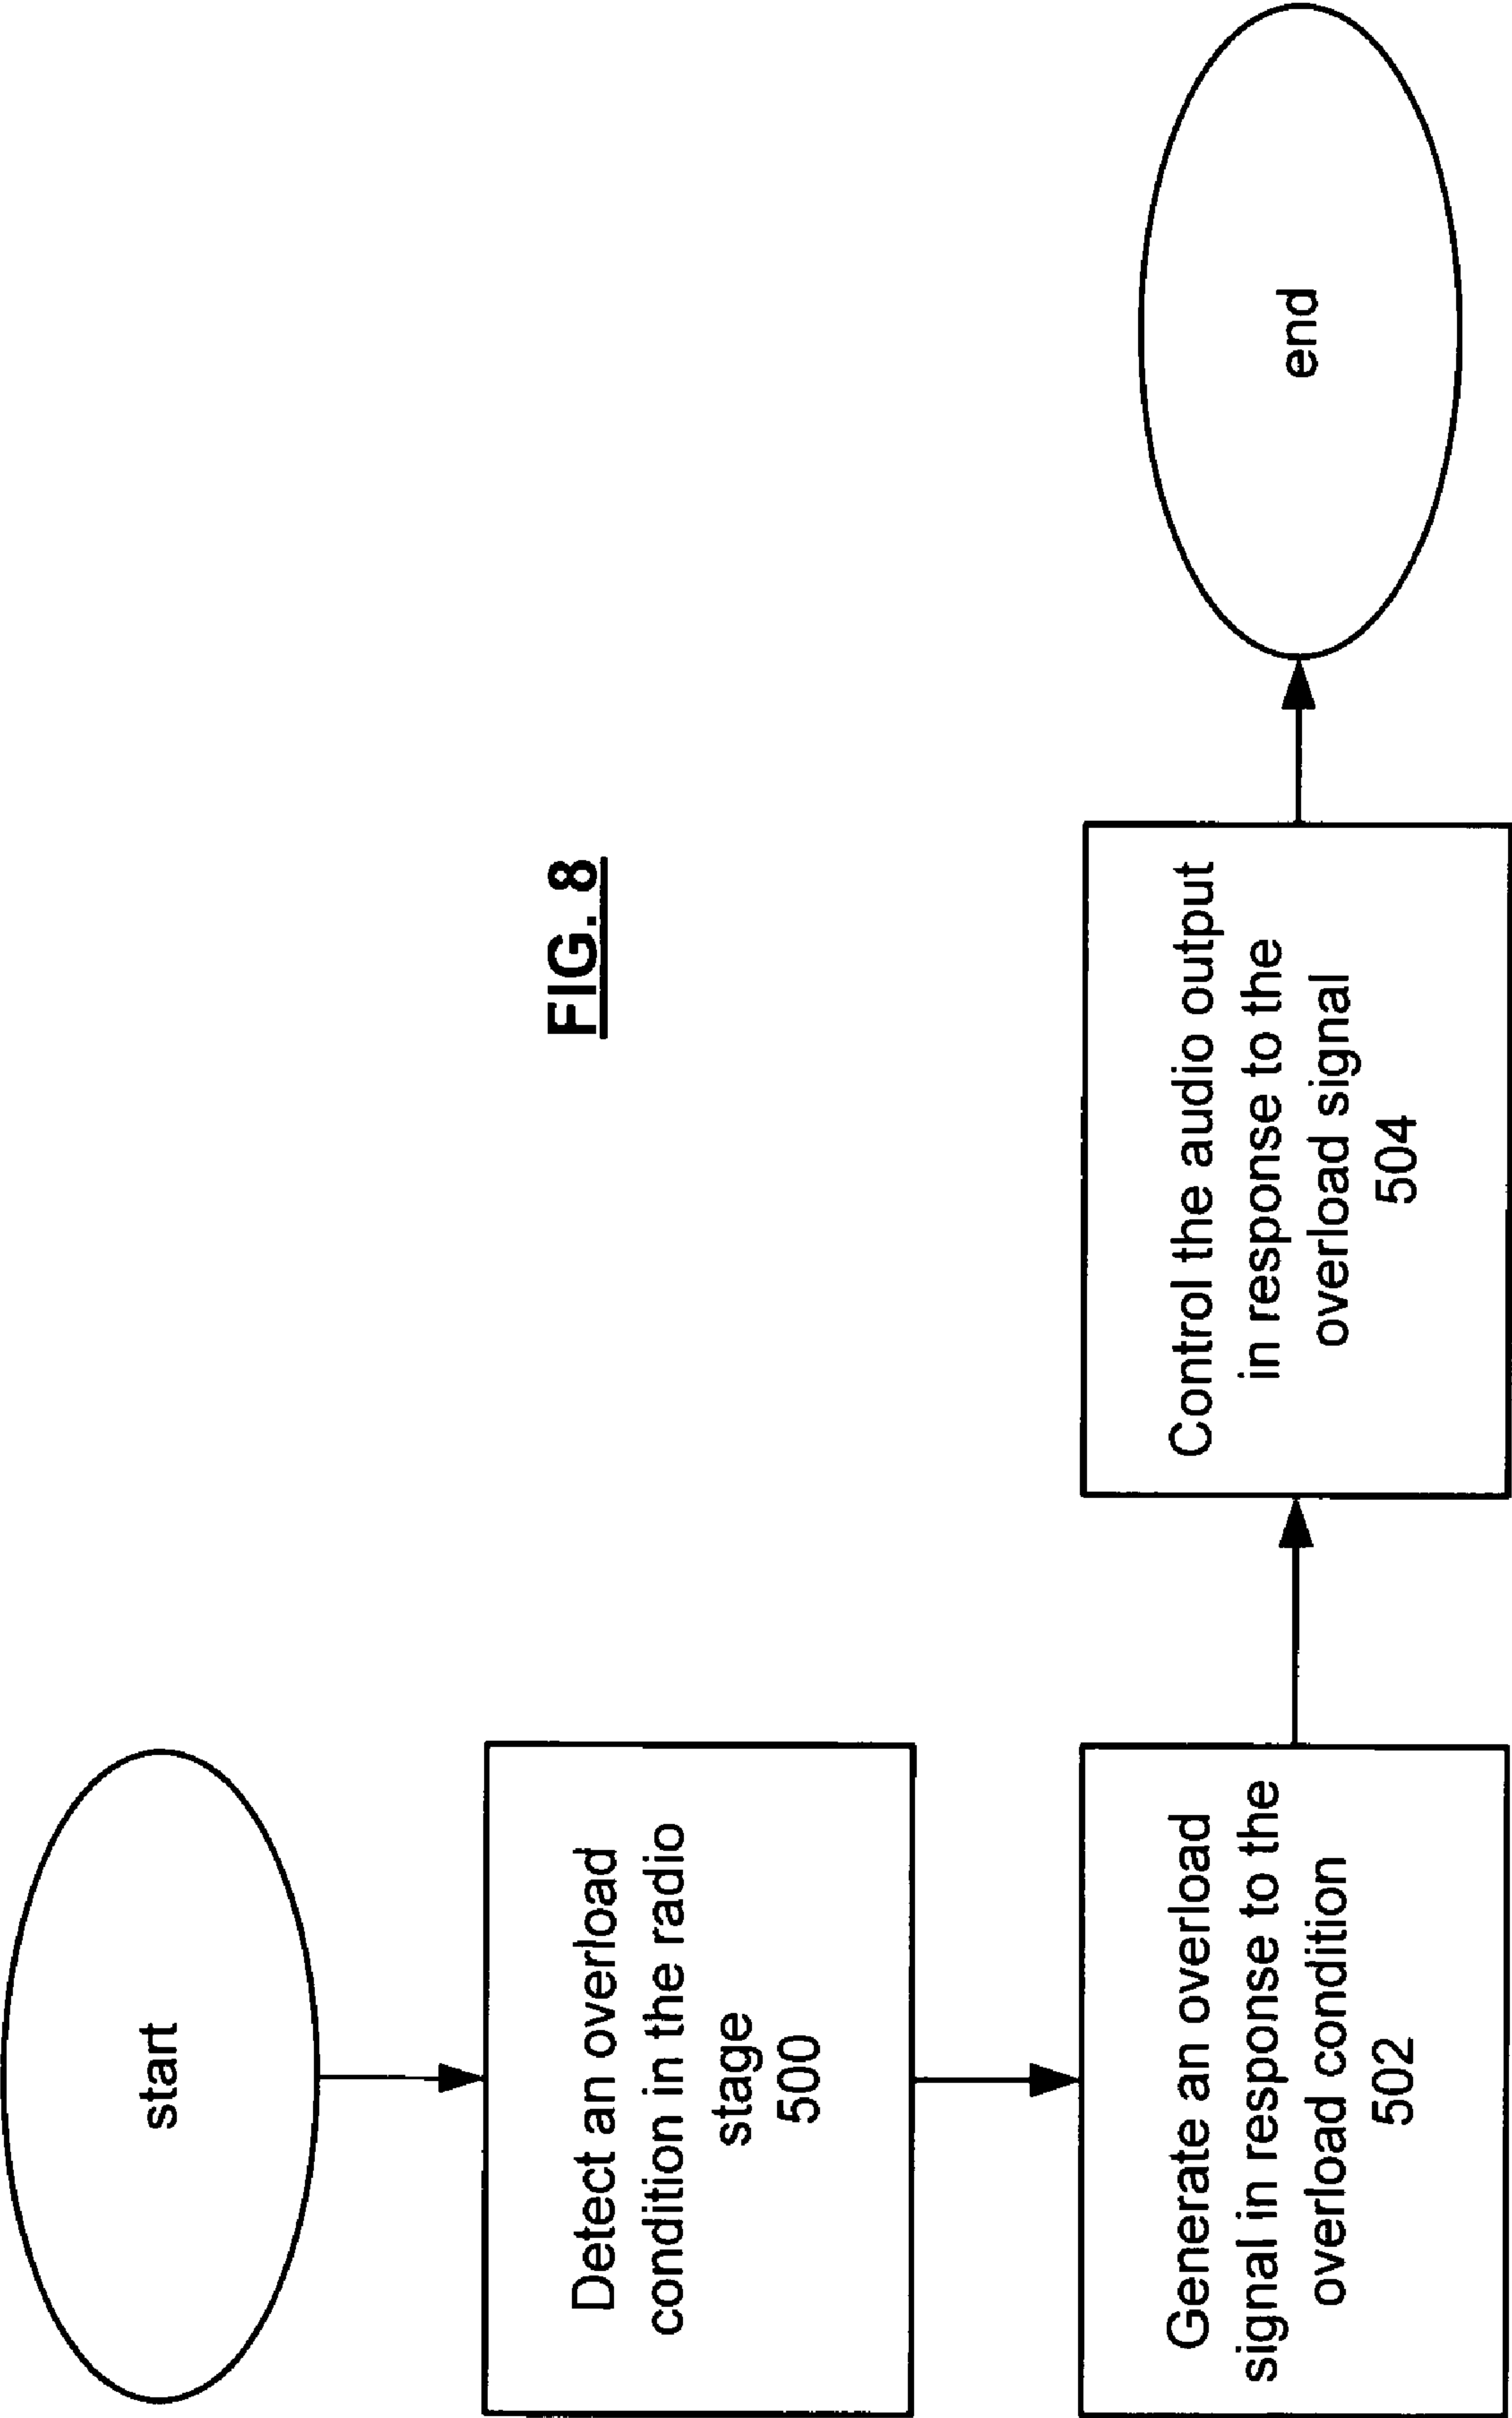 start
Detect an overload
condition in the radio
stage
500
Generate an overload
signal in response to the
overload condition
502
Control the audio output
in response to the
overload signal
504
end
FIG. 8